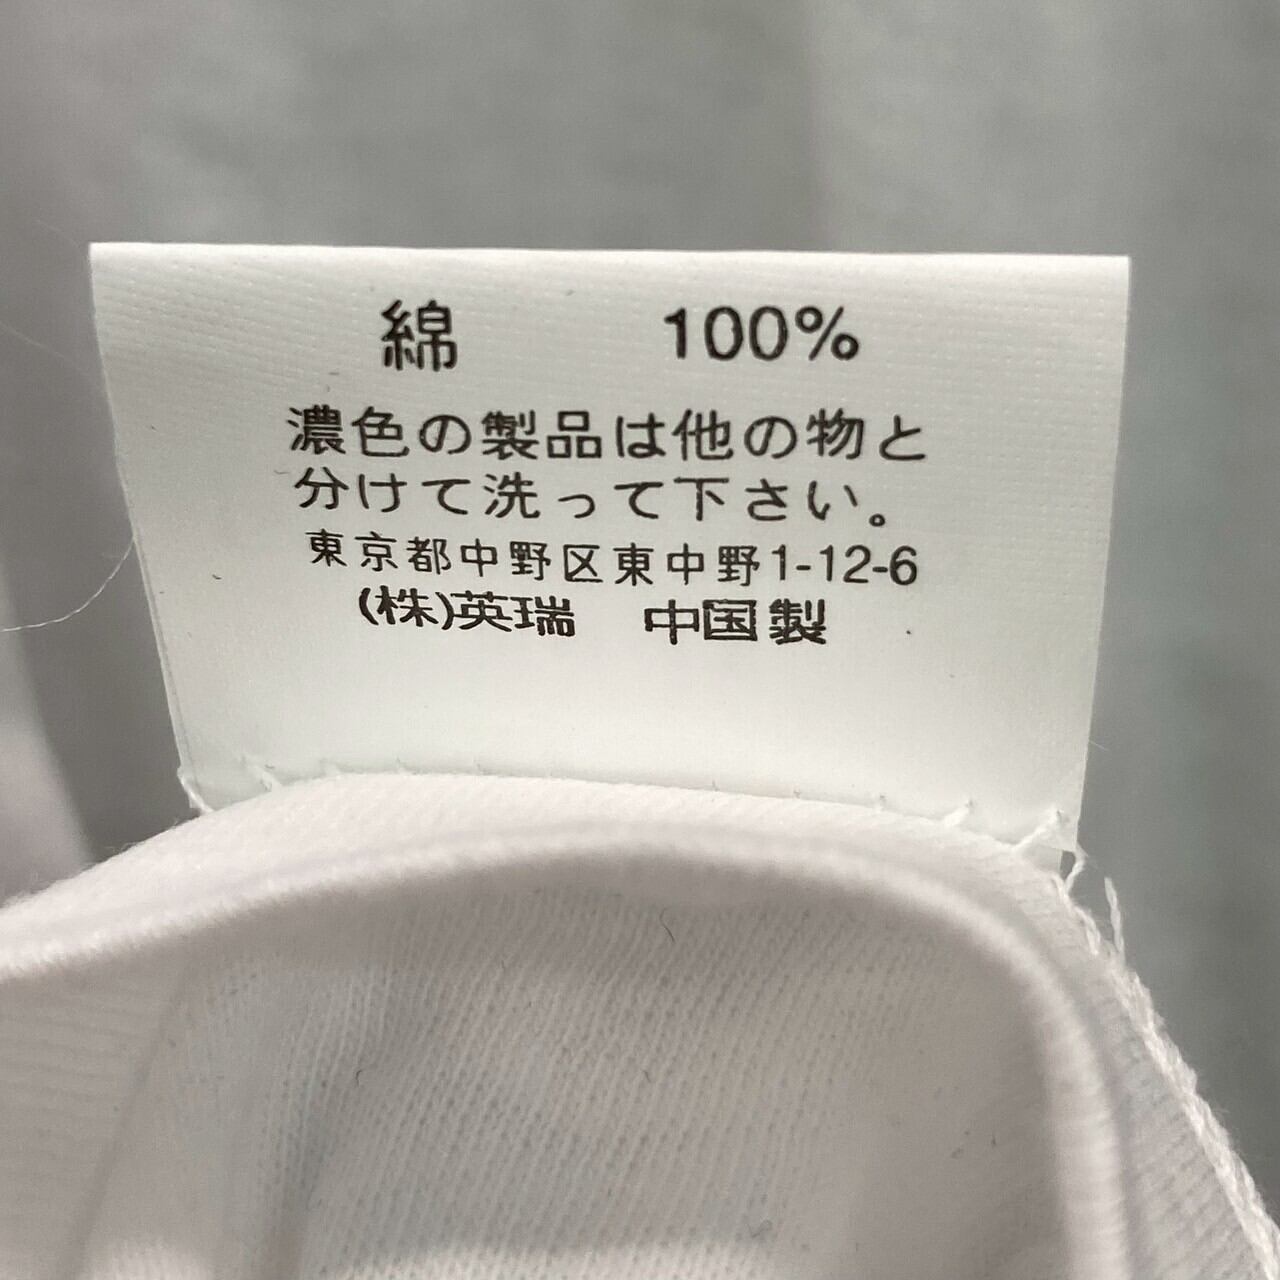 綿 100%
濃色の製品は他の物と
分けて洗って下さい。
東京都中野区東中野1-12-6
(株)英瑞 中国製